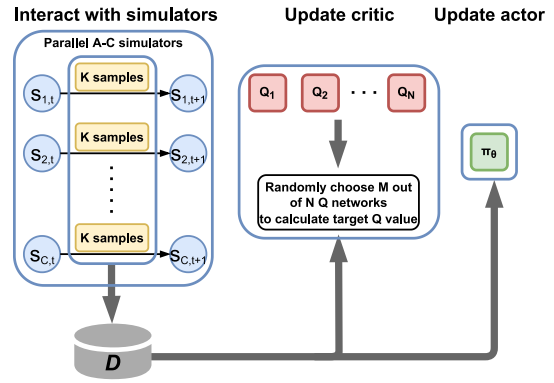 Interact with simulators
Update critic
Update actor
Parallel A-C simulators
K samples
S1,t
S1,t+1
K samples
S2,t
S2,t+1
K samples
SC,t
SC,t+1
D
Q1
Q2
· · ·
QN
Randomly choose M out
of N Q networks
to calculate target Q value
πθ